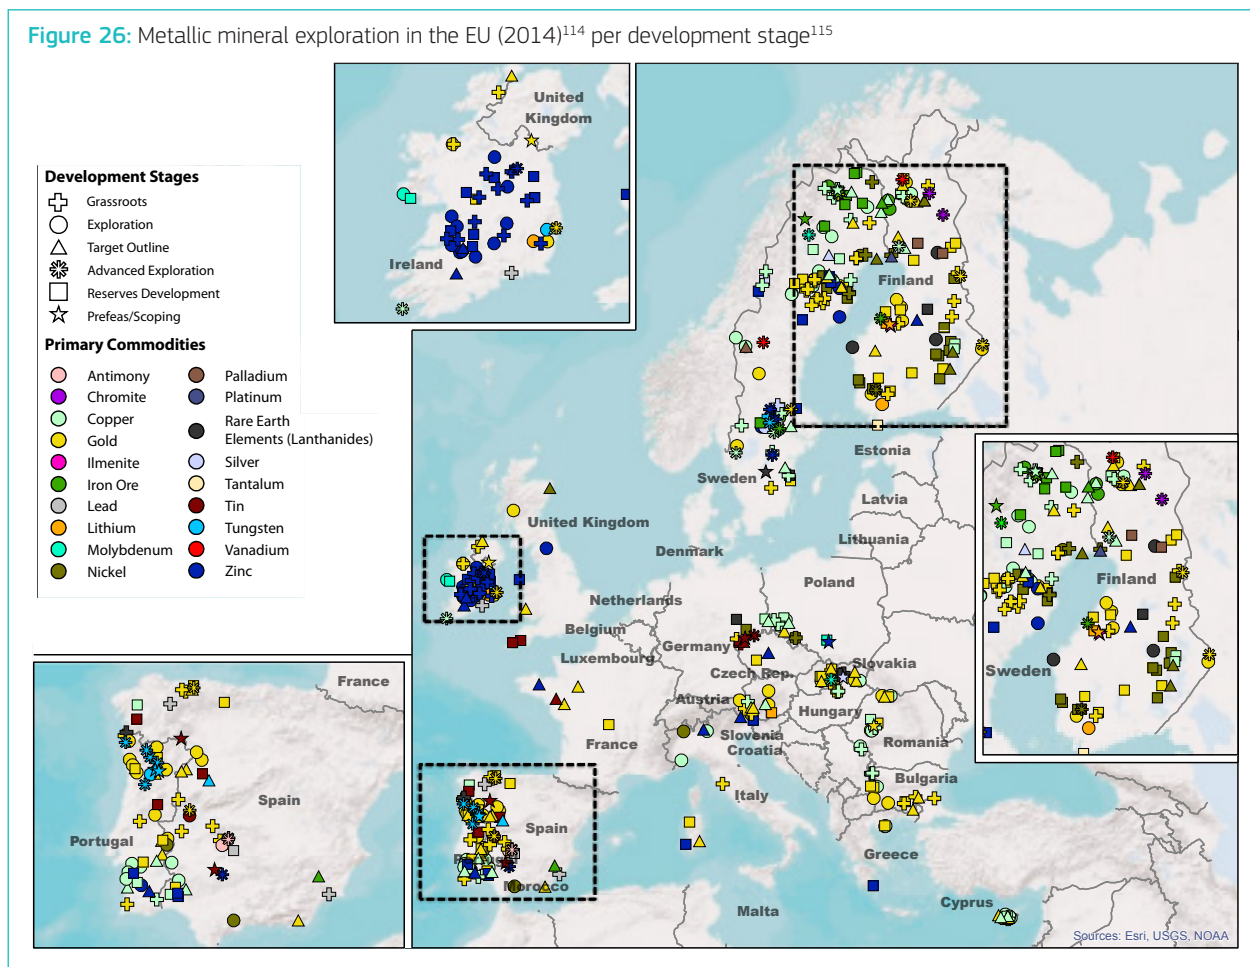 Figure 26: Metallic mineral exploration in the EU (2014)114 per development stage115
United
Kingdom
Ireland
Development Stages
Grassroots
Exploration
Target Outline
Advanced Exploration
Reserves Development
Prefeas/Scoping
Primary Commodities
Antimony
Chromite
Copper
Gold
Ilmenite
Iron Ore
Lead
Lithium
Molybdenum
Nickel
Palladium
Platinum
Rare Earth
Elements (Lanthanides)
Silver
Tantalum
Tin
Tungsten
Vanadium
Zinc
Finland
Sweden
Estonia
Latvia
Lithuania
United Kingdom
Denmark
Netherlands
Belgium
Luxembourg
Poland
Germany
Czech Rep.
Slovakia
Austria
Hungary
Slovenia
Croatia
Romania
France
Bulgaria
Italy
Spain
Portugal
Morocco
Greece
Malta
Cyprus
Finland
Sweden
France
Spain
Portugal
Sources: Esri, USGS, NOAA